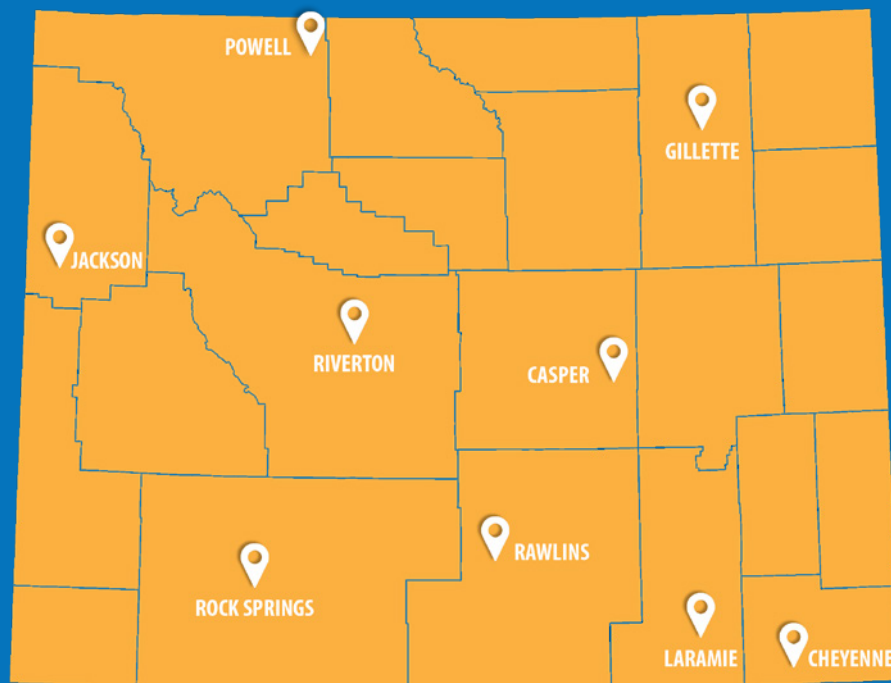 POWELL
GILLETTE
JACKSON
RIVERTON
CASPER
RAWLINS
ROCK SPRINGS
LARAMIE
CHEYENNE